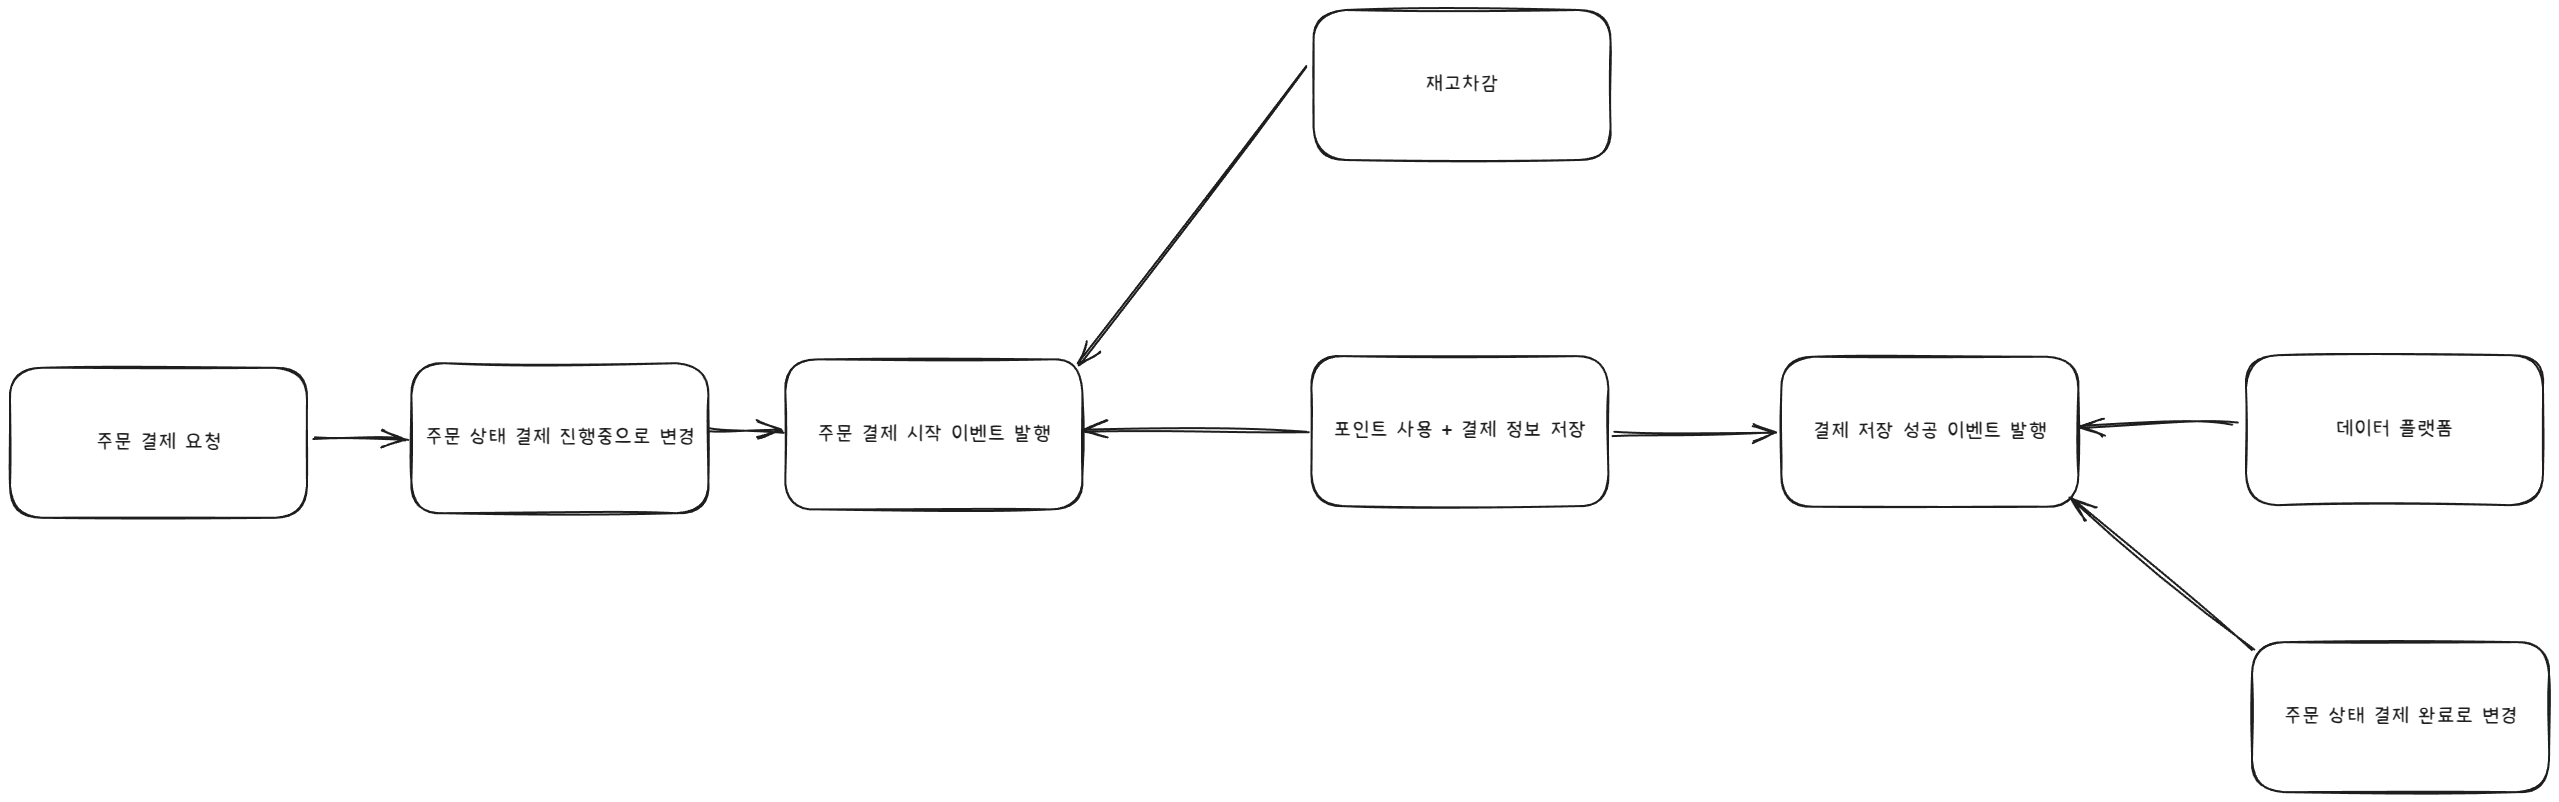 재고차감
주문 결제 요청
주문 상태 결제 진행중으로 변경
주문 결제 시작 이벤트 발행
포인트 사용 + 결제 정보 저장
결제 저장 성공 이벤트 발행
데이터 플랫폼
주문 상태 결제 완료로 변경